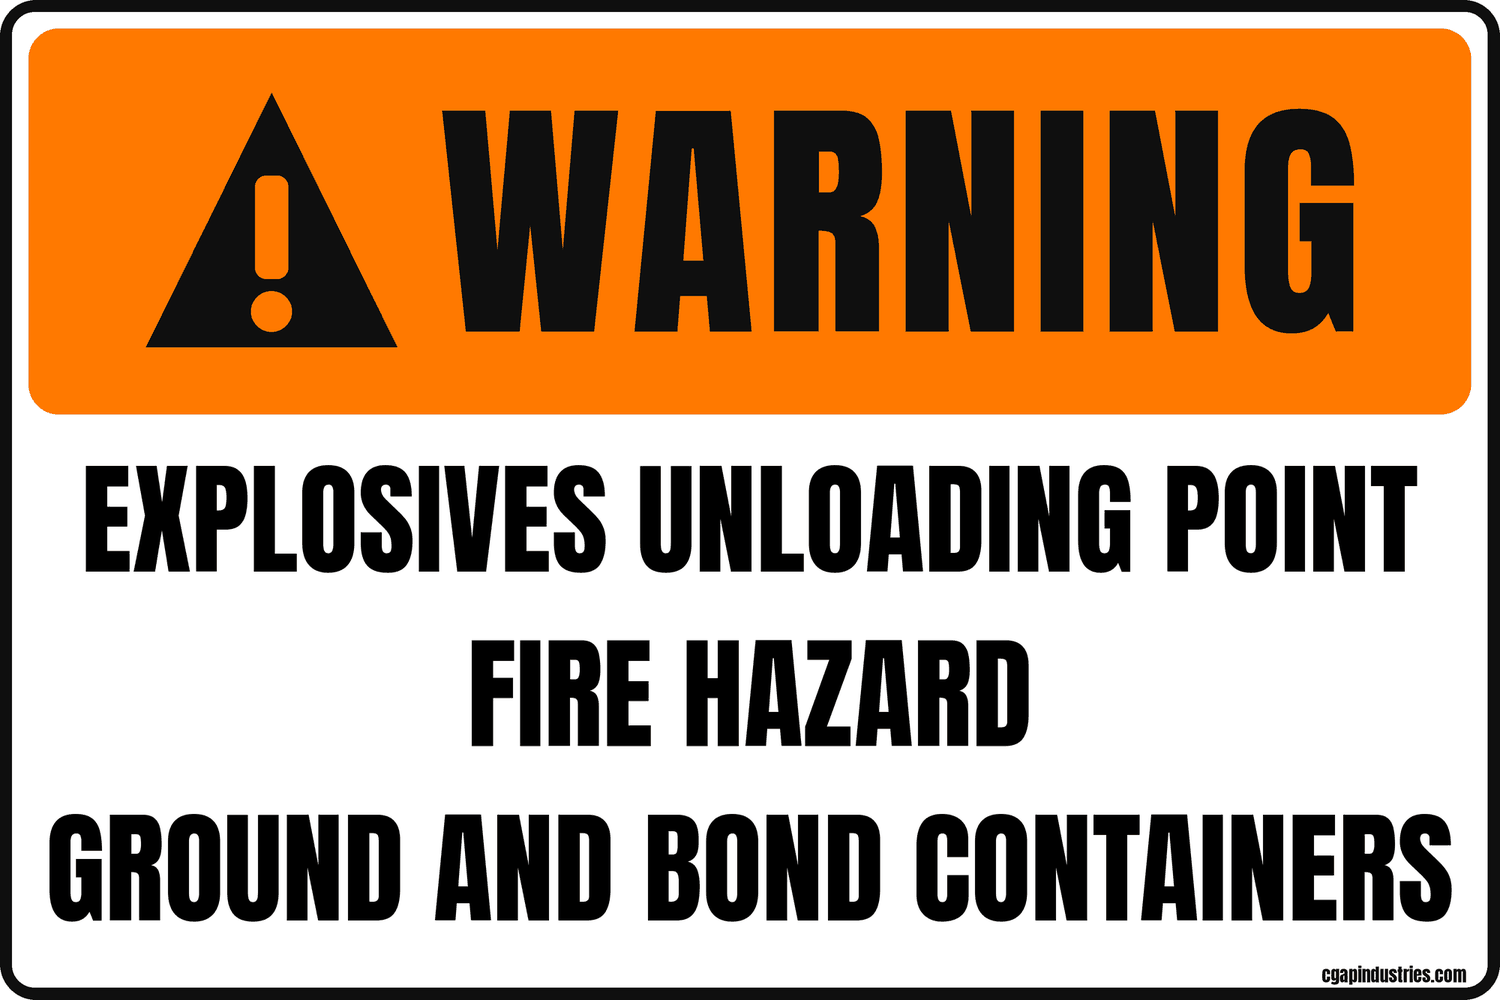 WARNING
EXPLOSIVES UNLOADING POINT
FIRE HAZARD
GROUND AND BOND CONTAINERS
cgapindustries.com